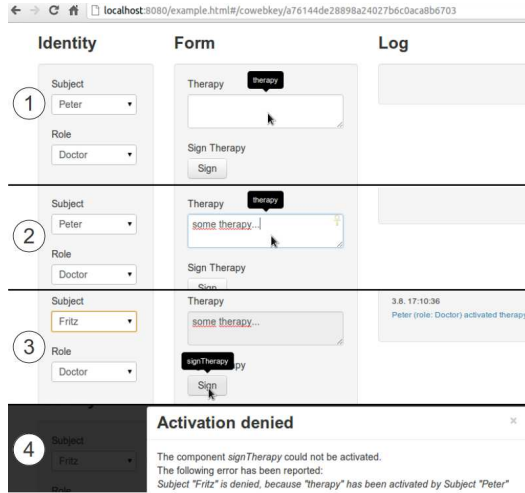 localhost:8080/example.html#/cowebkey/a76144de28898a24027b6c0aca8b6703
Identity
Form
Log
1
Subject
Peter
Role
Doctor
Therapy
therapy
Sign Therapy
Sign
2
Subject
Peter
Role
Doctor
Therapy
therapy
some therapy...
Sign Therapy
Sign
3
Subject
Fritz
Role
Doctor
Therapy
some therapy...
signTherapy
py
Sign
3.8. 17:10:36
Peter (role: Doctor) activated therapy
4
Subject
Fritz
Role
Activation denied
×
The component signTherapy could not be activated.
The following error has been reported:
Subject "Fritz" is denied, because "therapy" has been activated by Subject "Peter"